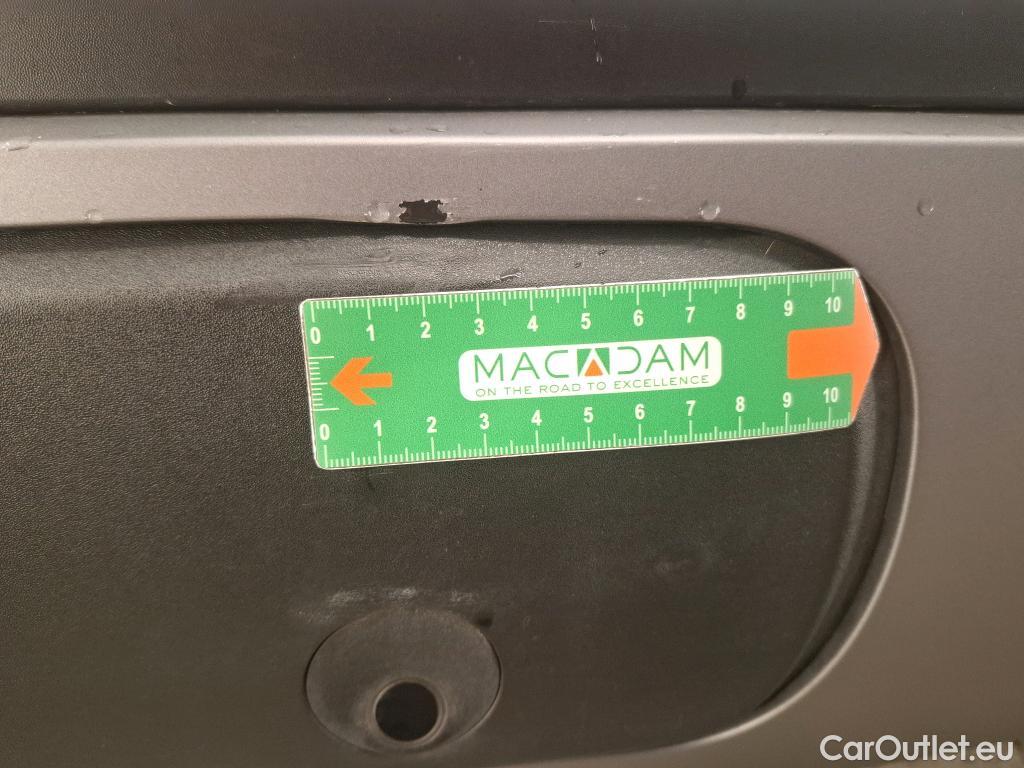 0 1 2 3 4 5 6 7 8 9 10
MACADAM
ON THE ROAD TO EXCELLENCE
0 1 2 3 4 5 6 7 8 9 10
CarOutlet.eu